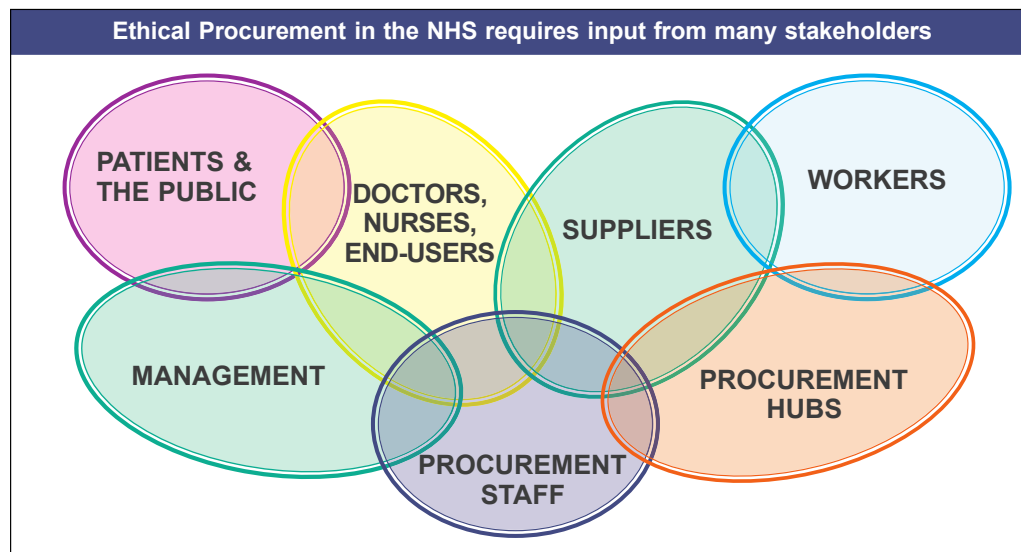 Ethical Procurement in the NHS requires input from many stakeholders
PATIENTS &
THE PUBLIC
DOCTORS,
NURSES,
END-USERS
SUPPLIERS
WORKERS
MANAGEMENT
PROCUREMENT
STAFF
PROCUREMENT
HUBS